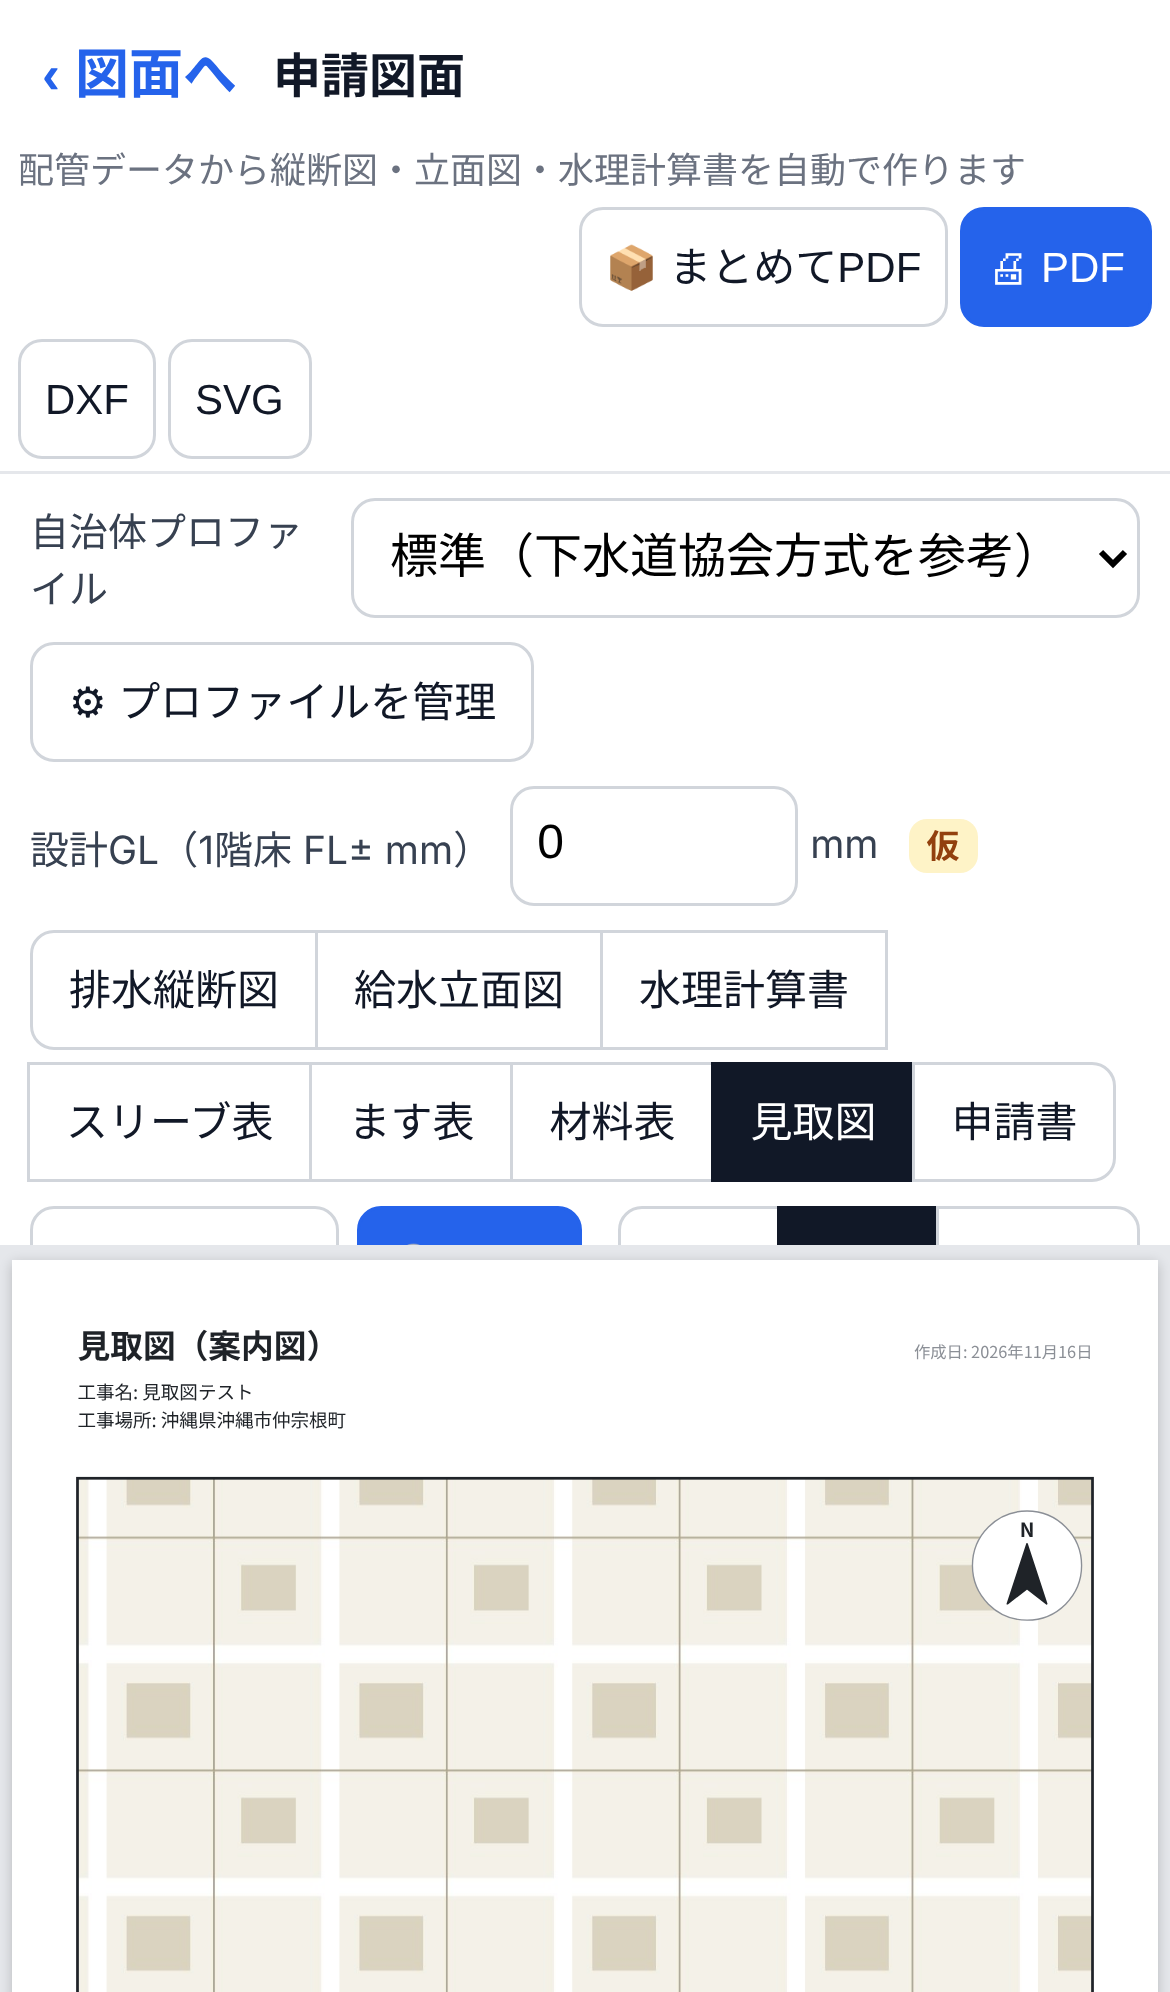 ‹ 図面へ 申請図面
配管データから縦断図・立面図・水理計算書を自動で作ります
📦 まとめてPDF
🖨 PDF
DXF
SVG
自治体プロファ
イル
標準（下水道協会方式を参考）
⚙ プロファイルを管理
設計GL（1階床 FL± mm）
0
mm
仮
排水縦断図
給水立面図
水理計算書
スリーブ表
ます表
材料表
見取図
申請書
見取図（案内図）
作成日: 2026年11月16日
工事名: 見取図テスト
工事場所: 沖縄県沖縄市仲宗根町
N